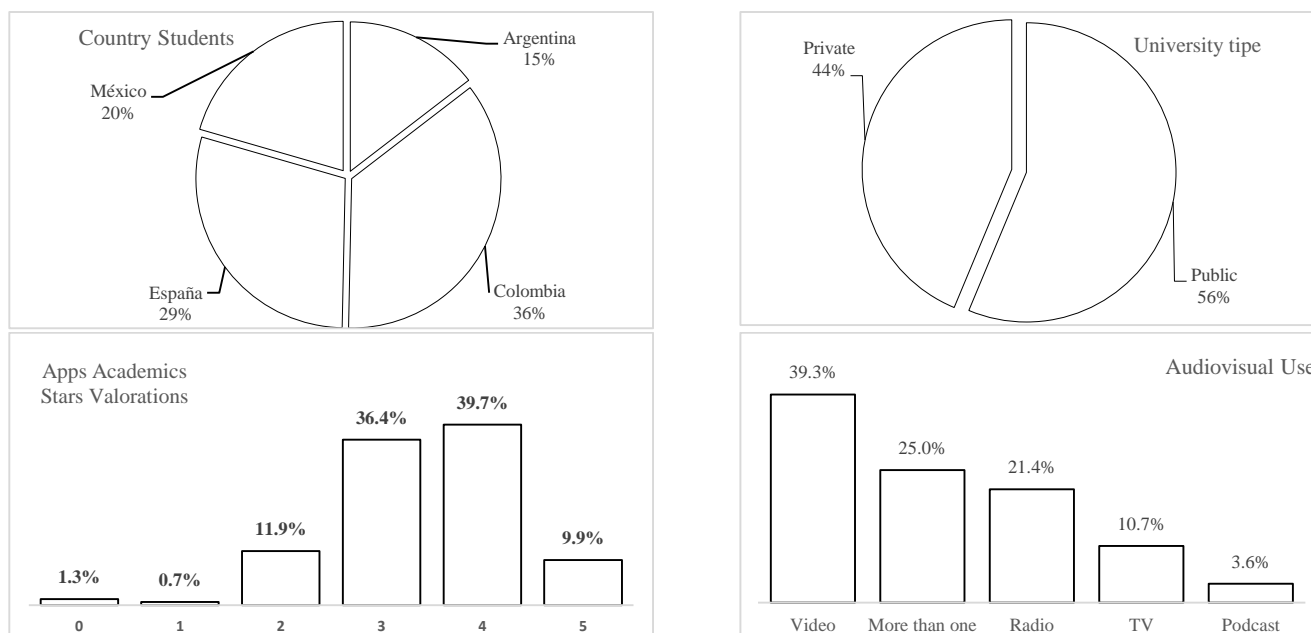 Country Students
Argentina
15%
México
20%
España
29%
Colombia
36%
University tipe
Private
44%
Public
56%
Apps Academics
Stars Valorations
1.3%
0.7%
11.9%
36.4%
39.7%
9.9%
0 1 2 3 4 5
Audiovisual Use
39.3%
25.0%
21.4%
10.7%
3.6%
Video More than one Radio TV Podcast